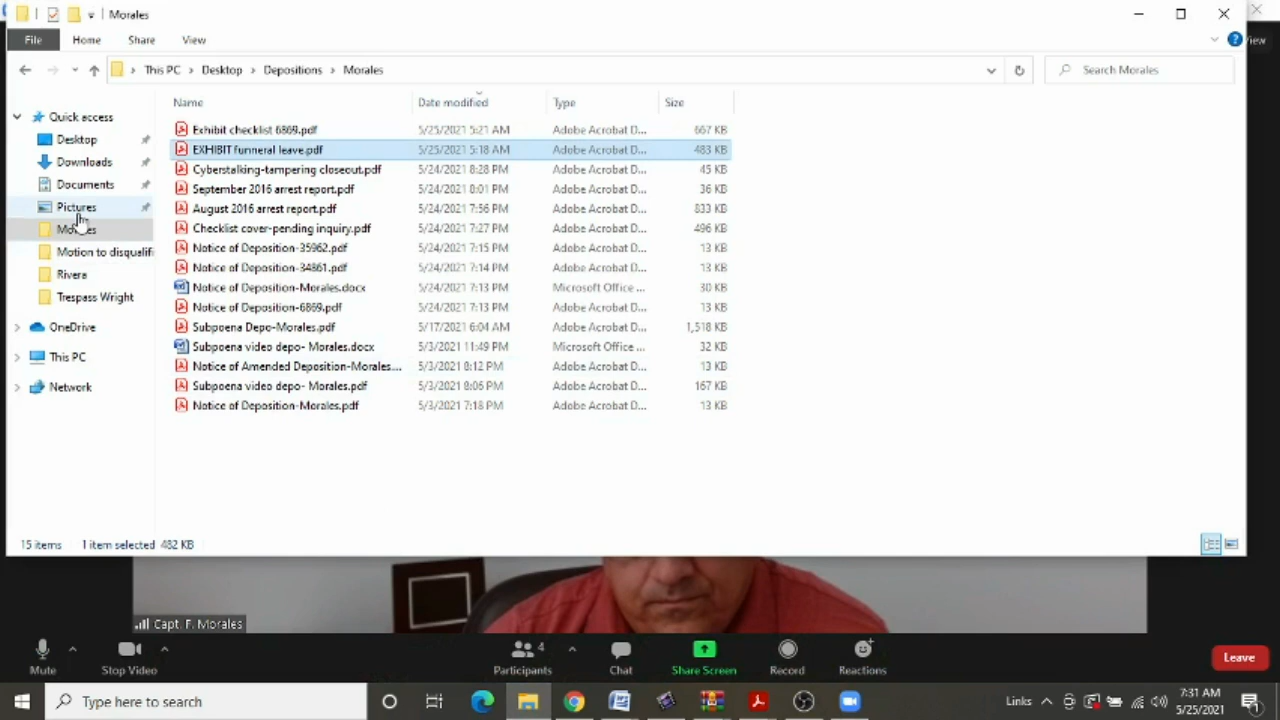 Morales
File Home Share View
This PC Desktop Depositions Morales
Search Morales
View
Name Date modified Type Size
Quick access
Desktop
Downloads
Documents
Pictures
Motion to disqualifi
Rivera
Trespass Wright
OneDrive
This PC
Network
Exhibit checklist 6869.pdf 5/25/2021 5:21 AM Adobe Acrobat D... 667 KB
EXHIBIT funneral leave.pdf 5/25/2021 5:18 AM Adobe Acrobat D... 483 KB
Cyberstalking-tampering closeout.pdf 5/24/2021 8:28 PM Adobe Acrobat D... 45 KB
September 2016 arrest report.pdf 5/24/2021 8:01 PM Adobe Acrobat D... 36 KB
August 2016 arrest report.pdf 5/24/2021 7:56 PM Adobe Acrobat D... 833 KB
Checklist cover-pending inquiry.pdf 5/24/2021 7:27 PM Adobe Acrobat D... 496 KB
Notice of Deposition-35962.pdf 5/24/2021 7:15 PM Adobe Acrobat D... 13 KB
Notice of Deposition-34861.pdf 5/24/2021 7:14 PM Adobe Acrobat D... 13 KB
Notice of Deposition-Morales.docx 5/24/2021 7:13 PM Microsoft Office ... 30 KB
Notice of Deposition-6869.pdf 5/24/2021 7:13 PM Adobe Acrobat D... 13 KB
Subpoena Depo-Morales.pdf 5/17/2021 6:04 AM Adobe Acrobat D... 1,518 KB
Subpoena video depo- Morales.docx 5/3/2021 11:49 PM Microsoft Office ... 32 KB
Notice of Amended Deposition-Morales.... 5/3/2021 8:12 PM Adobe Acrobat D... 13 KB
Subpoena video depo- Morales.pdf 5/3/2021 8:06 PM Adobe Acrobat D... 167 KB
Notice of Deposition-Morales.pdf 5/3/2021 7:18 PM Adobe Acrobat D... 13 KB
15 items 1 item selected 482 KB
Capt. F. Morales
Mute Stop Video Participants 4 Chat Share Screen Record Reactions Leave
Type here to search
Links
7:31 AM
5/25/2021